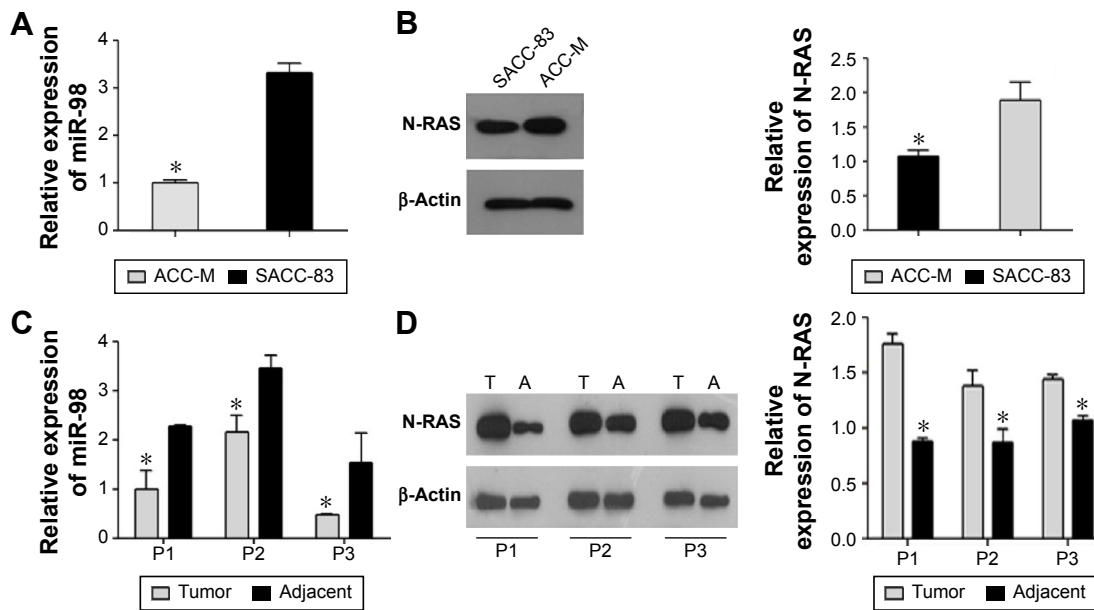 A
Relative expression
of miR-98
4
3
2
1
0
*
ACC-M SACC-83
B
SACC-83
ACC-M
N-RAS
β-Actin
Relative
expression of N-RAS
2.5
2.0
1.5
1.0
0.5
0.0
*
ACC-M SACC-83
C
Relative expression
of miR-98
4
2
2
1
0
* * *
P1 P2 P3
Tumor Adjacent
D
T A T A T A
N-RAS
β-Actin
P1 P2 P3
Relative
expression of N-RAS
2.0
1.5
1.0
0.5
0.0
* * *
P1 P2 P3
Tumor Adjacent